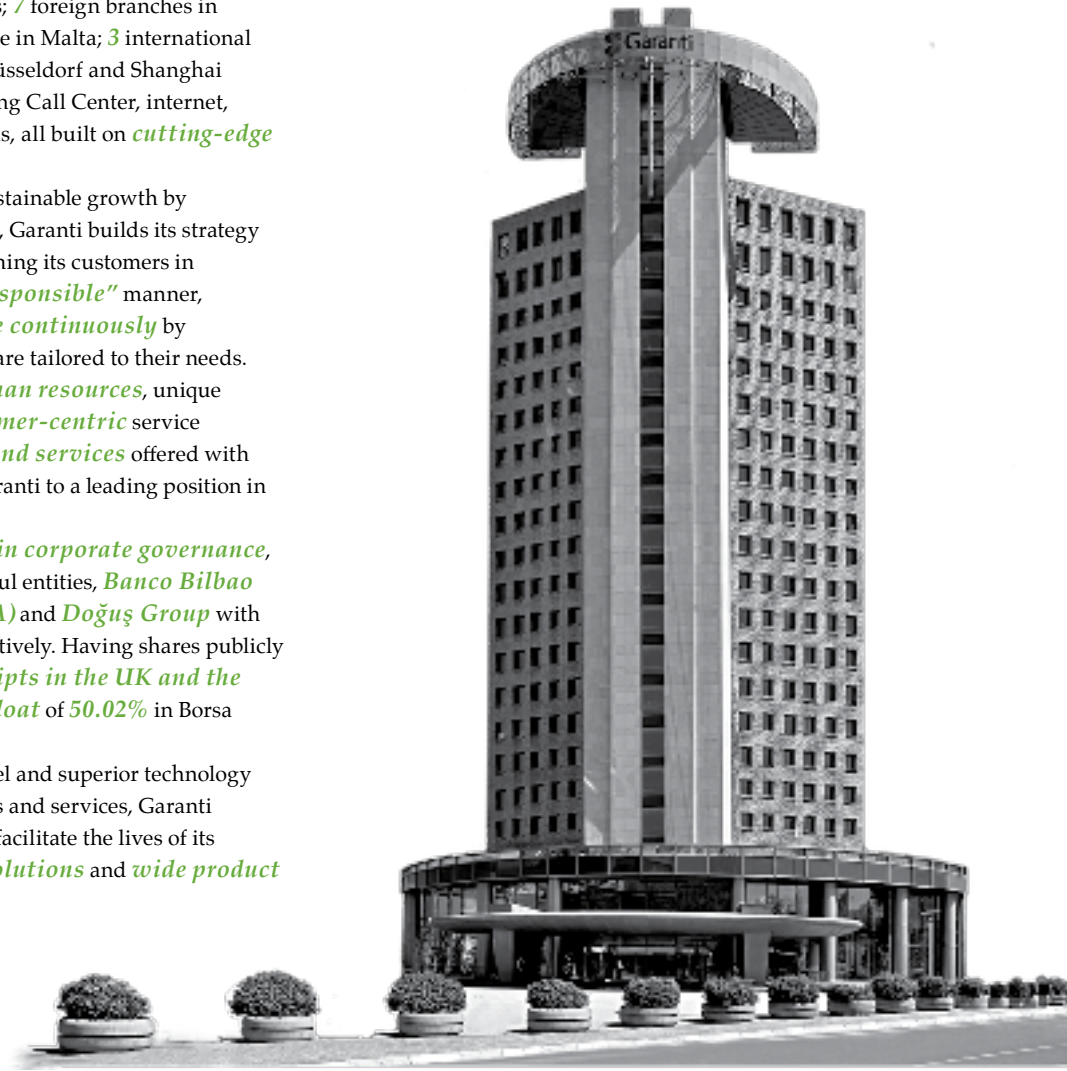 s; 7 foreign branches in
e in Malta; 3 international
üsseldorf and Shanghai
ng Call Center, internet,
s, all built on cutting-edge
stainable growth by
, Garanti builds its strategy
ning its customers in
sponsible” manner,
e continuously by
are tailored to their needs.
nan resources, unique
mer-centric service
nd services offered with
ranti to a leading position in
in corporate governance,
ul entities, Banco Bilbao
A) and Doğuş Group with
tively. Having shares publicly
ipts in the UK and the
loat of 50.02% in Borsa
el and superior technology
s and services, Garanti
facilitate the lives of its
olutions and wide product
Garanti